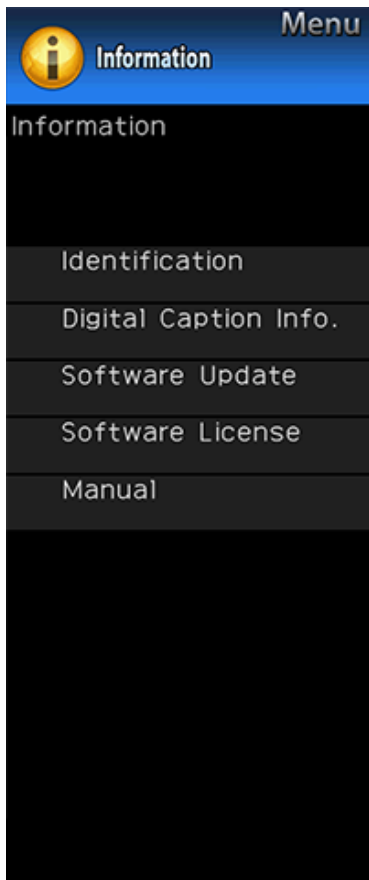 Menu
Information
Information
Identification
Digital Caption Info.
Software Update
Software License
Manual